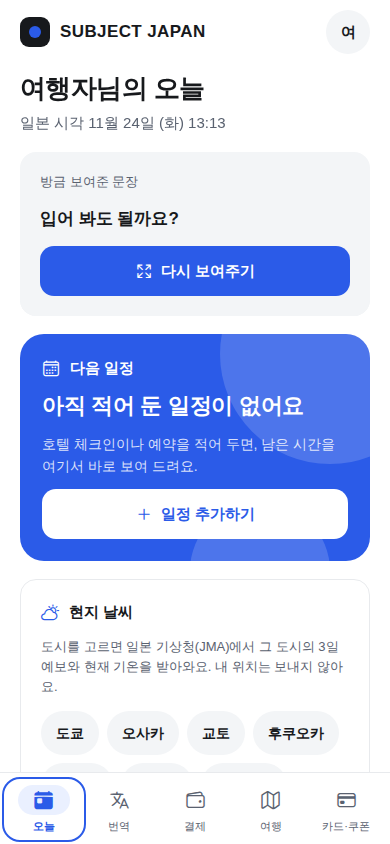 SUBJECT JAPAN
여
여행자님의 오늘
일본 시각 11월 24일 (화) 13:13
방금 보여준 문장
입어 봐도 될까요?
다시 보여주기
다음 일정
아직 적어 둔 일정이 없어요
호텔 체크인이나 예약을 적어 두면, 남은 시간을
여기서 바로 보여 드려요.
일정 추가하기
현지 날씨
도시를 고르면 일본 기상청(JMA)에서 그 도시의 3일
예보와 현재 기온을 받아와요. 내 위치는 보내지 않아
요.
도쿄 오사카 교토 후쿠오카
오늘 번역 결제 여행 카드·쿠폰